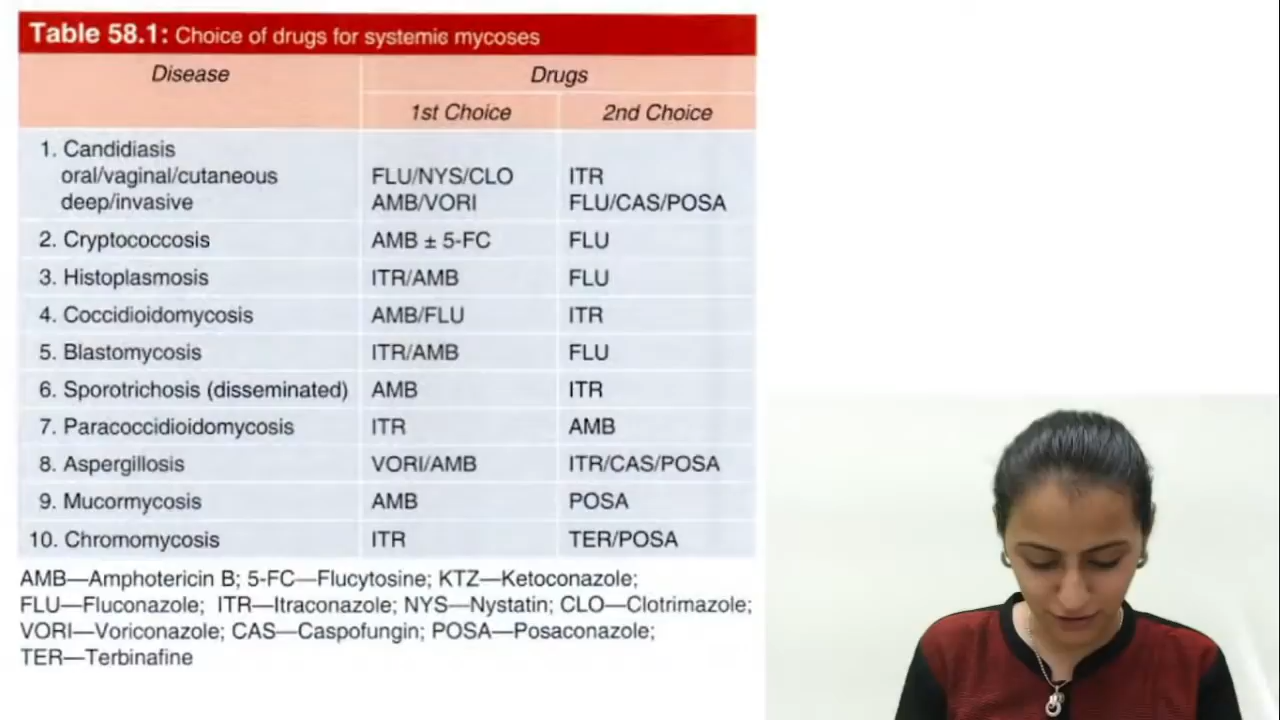 Table 58.1: Choice of drugs for systemic mycoses
Disease Drugs
1st Choice 2nd Choice
1. Candidiasis
oral/vaginal/cutaneous FLU/NYS/CLO ITR
deep/invasive AMB/VORI FLU/CAS/POSA
2. Cryptococcosis AMB ± 5-FC FLU
3. Histoplasmosis ITR/AMB FLU
4. Coccidioidomycosis AMB/FLU ITR
5. Blastomycosis ITR/AMB FLU
6. Sporotrichosis (disseminated) AMB ITR
7. Paracoccidioidomycosis ITR AMB
8. Aspergillosis VORI/AMB ITR/CAS/POSA
9. Mucormycosis AMB POSA
10. Chromomycosis ITR TER/POSA
AMB—Amphotericin B; 5-FC—Flucytosine; KTZ—Ketoconazole;
FLU—Fluconazole; ITR—Itraconazole; NYS—Nystatin; CLO—Clotrimazole;
VORI—Voriconazole; CAS—Caspofungin; POSA—Posaconazole;
TER—Terbinafine